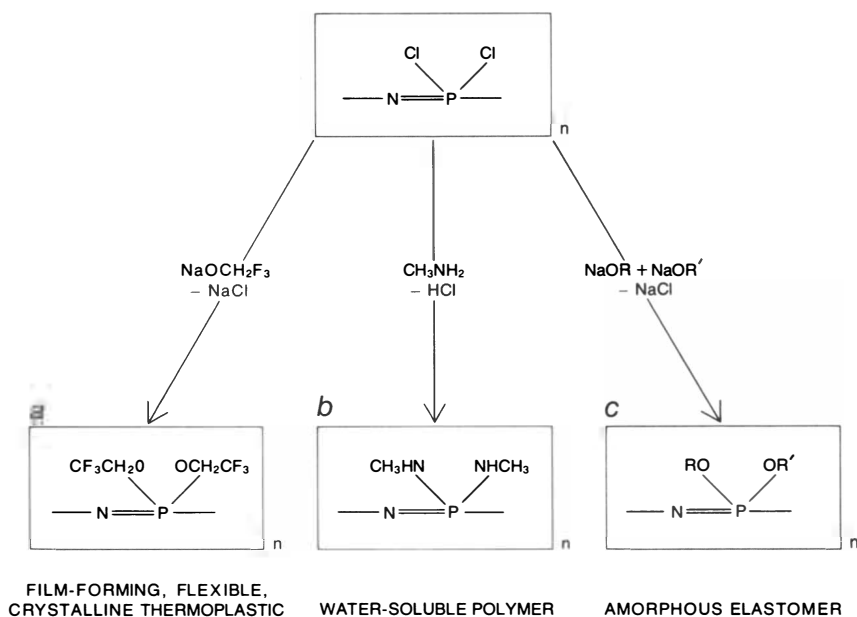 Cl Cl
N P
n
NaOCH₂F₃
– NaCl
CH₃NH₂
– HCl
NaOR + NaOR′
– NaCl
a
b
c
CF₃CH₂0 OCH₂CF₃
N P
n
CH₃HN NHCH₃
N P
n
RO OR′
N P
n
FILM-FORMING, FLEXIBLE,
CRYSTALLINE THERMOPLASTIC
WATER-SOLUBLE POLYMER
AMORPHOUS ELASTOMER